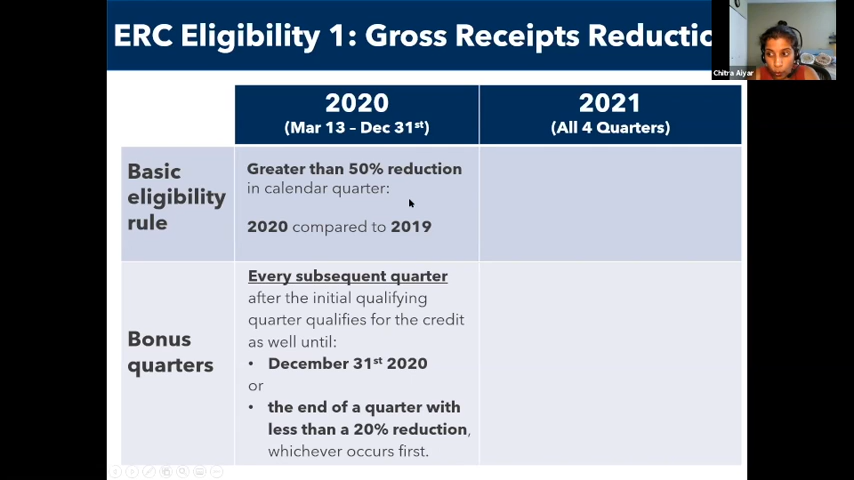 ERC Eligibility 1: Gross Receipts Reductio
Chitra Aiyar
2020
(Mar 13 – Dec 31st)
2021
(All 4 Quarters)
Basic
eligibility
rule
Greater than 50% reduction
in calendar quarter:
2020 compared to 2019
Bonus
quarters
Every subsequent quarter
after the initial qualifying
quarter qualifies for the credit
as well until:
• December 31st 2020
or
• the end of a quarter with
less than a 20% reduction,
whichever occurs first.